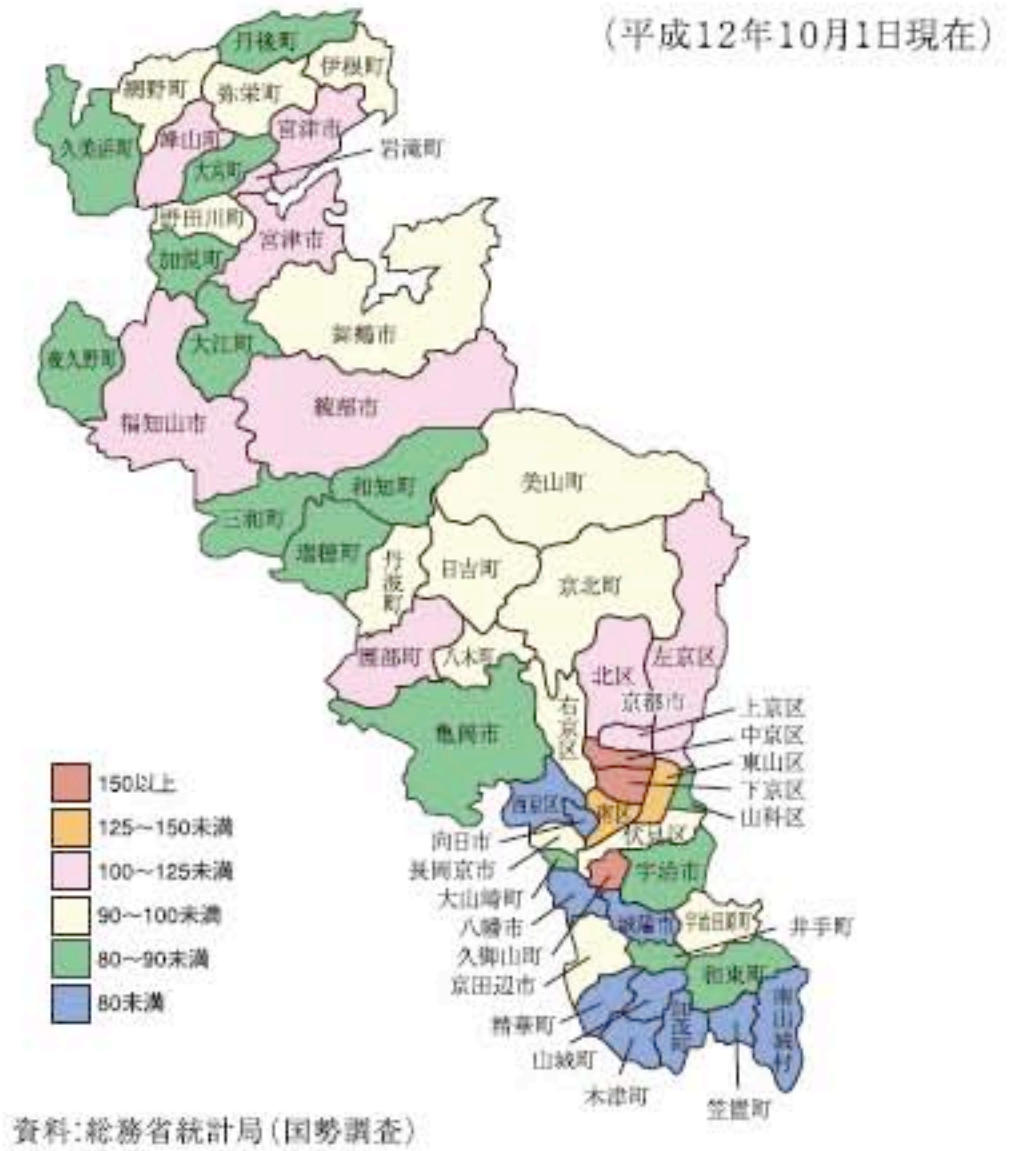 (平成12年10月1日現在)
丹後町
伊根町
網野町
弥栄町
宮津市
峰山町
岩滝町
久美浜町
大宮町
野田川町
宮津市
加悦町
舞鶴市
大江町
夜久野町
綾部市
福知山市
和知町
美山町
三和町
瑞穂町
丹波町
日吉町
京北町
園部町
八木町
北区
左京区
京都市
右京区
上京区
亀岡市
中京区
東山区
下京区
山科区
西京区
南区
伏見区
向日市
長岡京市
宇治市
大山崎町
八幡市
城陽市
宇治田原町
井手町
久御山町
京田辺市
和東町
精華町
加茂町
南山城村
山城町
木津町
笠置町
150以上
125〜150未満
100〜125未満
90〜100未満
80〜90未満
80未満
資料:総務省統計局(国勢調査)